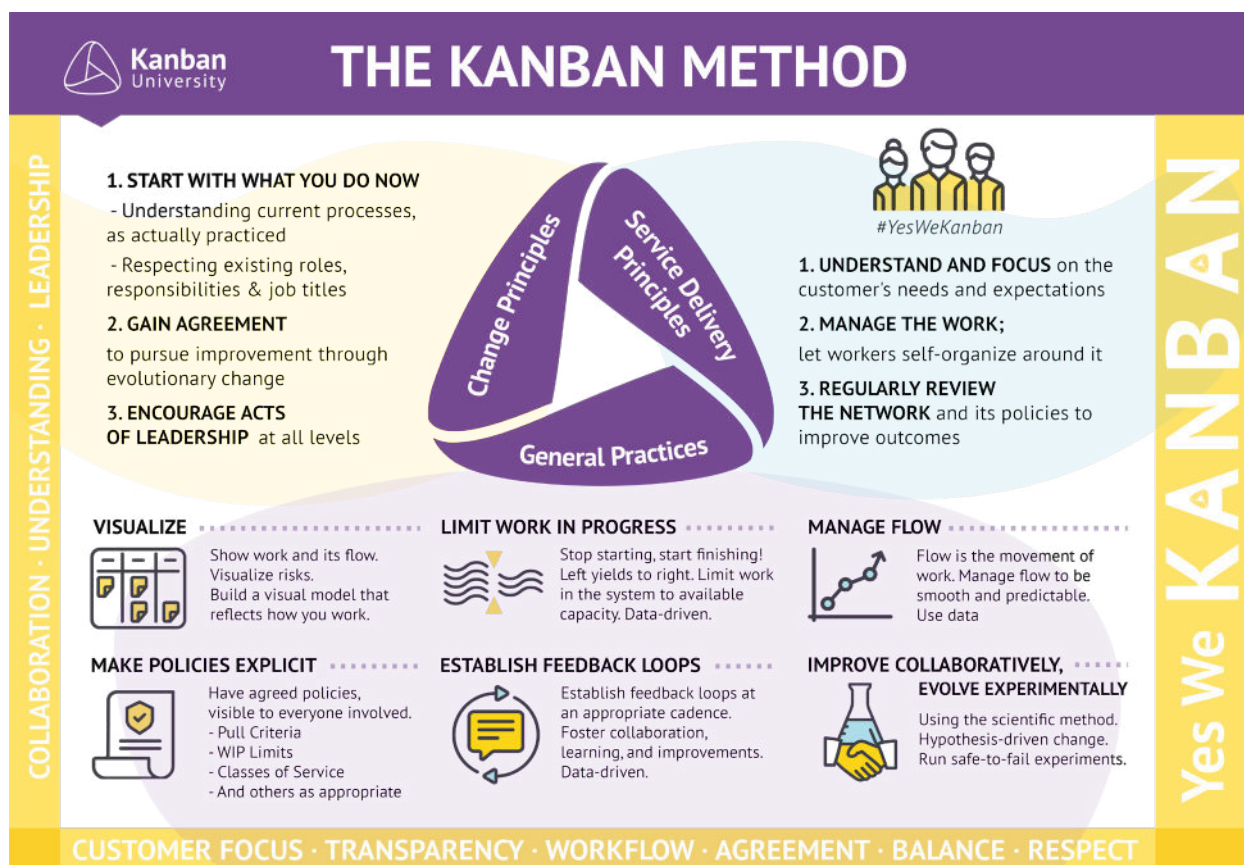 Kanban
University
THE KANBAN METHOD
COLLABORATION · UNDERSTANDING · LEADERSHIP
1. START WITH WHAT YOU DO NOW
- Understanding current processes,
as actually practiced
- Respecting existing roles,
responsibilities & job titles
2. GAIN AGREEMENT
to pursue improvement through
evolutionary change
3. ENCOURAGE ACTS
OF LEADERSHIP at all levels
Change Principles
Service Delivery
Principles
General Practices
#YesWeKanban
1. UNDERSTAND AND FOCUS on the
customer's needs and expectations
2. MANAGE THE WORK;
let workers self-organize around it
3. REGULARLY REVIEW
THE NETWORK and its policies to
improve outcomes
VISUALIZE
Show work and its flow.
Visualize risks.
Build a visual model that
reflects how you work.
LIMIT WORK IN PROGRESS
Stop starting, start finishing!
Left yields to right. Limit work
in the system to available
capacity. Data-driven.
MANAGE FLOW
Flow is the movement of
work. Manage flow to be
smooth and predictable.
Use data
MAKE POLICIES EXPLICIT
Have agreed policies,
visible to everyone involved.
- Pull Criteria
- WIP Limits
- Classes of Service
- And others as appropriate
ESTABLISH FEEDBACK LOOPS
Establish feedback loops at
an appropriate cadence.
Foster collaboration,
learning, and improvements.
Data-driven.
IMPROVE COLLABORATIVELY,
EVOLVE EXPERIMENTALLY
Using the scientific method.
Hypothesis-driven change.
Run safe-to-fail experiments.
Yes We KANBAN
CUSTOMER FOCUS · TRANSPARENCY · WORKFLOW · AGREEMENT · BALANCE · RESPECT